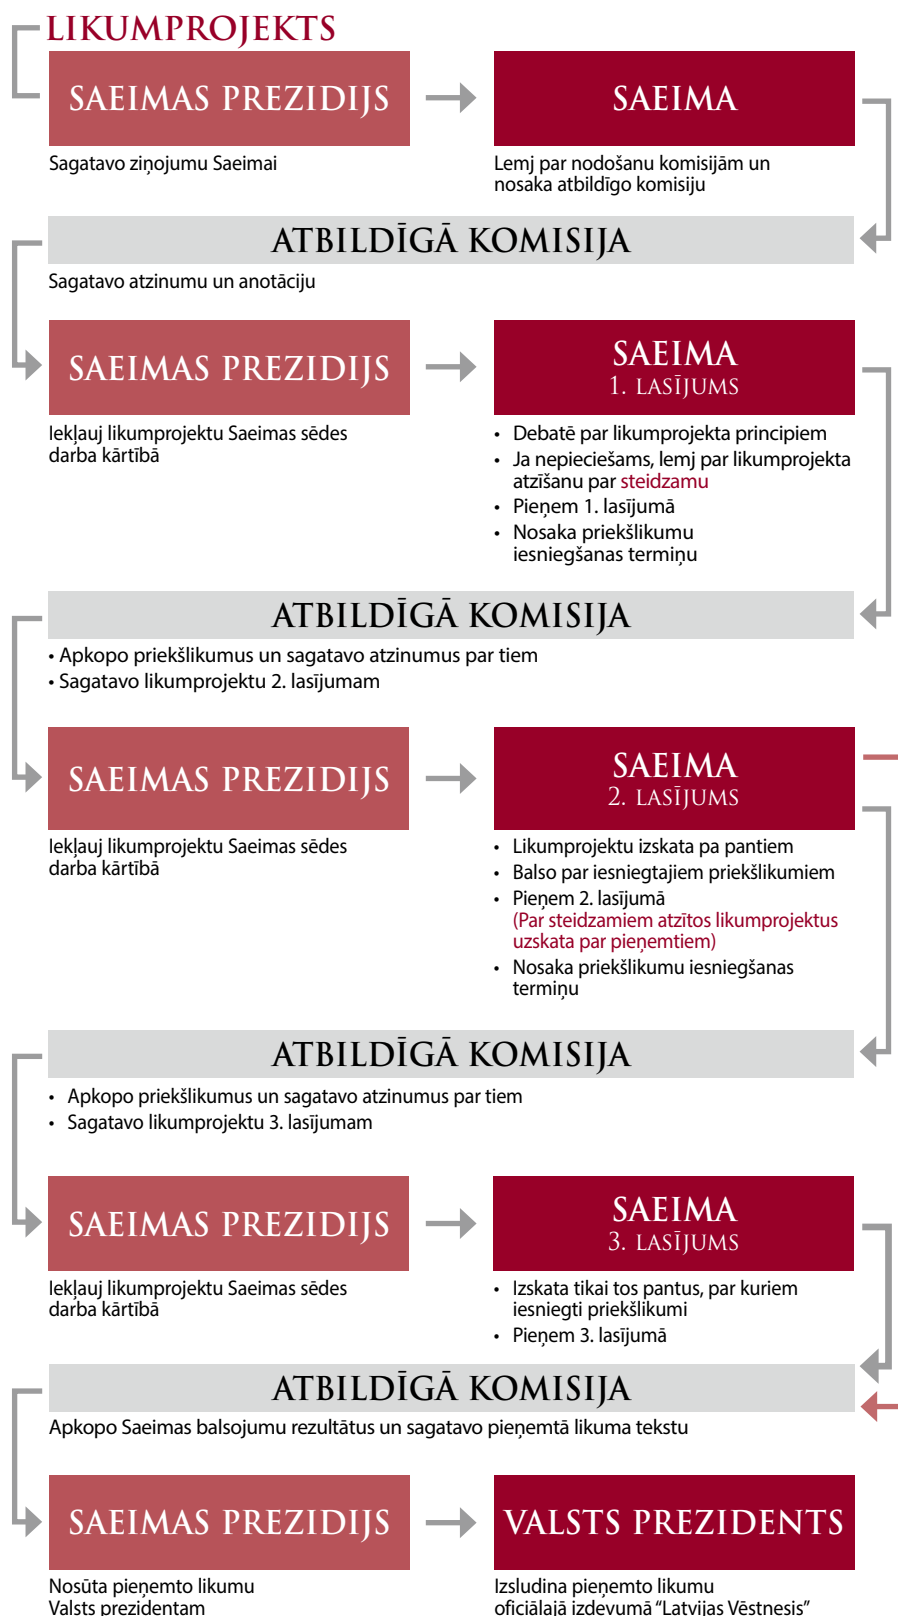 LIKUMPROJEKTS
SAEIMAS PREZIDIJS
Sagatavo ziņojumu Saeimai
SAEIMA
Lemj par nodošanu komisijām un
nosaka atbildīgo komisiju
ATBILDĪGĀ KOMISIJA
Sagatavo atzinumu un anotāciju
SAEIMAS PREZIDIJS
Iekļauj likumprojektu Saeimas sēdes
darba kārtībā
SAEIMA
1. LASĪJUMS
• Debatē par likumprojekta principiem
• Ja nepieciešams, lemj par likumprojekta
atzīšanu par steidzamu
• Pieņem 1. lasījumā
• Nosaka priekšlikumu
iesniegšanas termiņu
ATBILDĪGĀ KOMISIJA
• Apkopo priekšlikumus un sagatavo atzinumus par tiem
• Sagatavo likumprojektu 2. lasījumam
SAEIMAS PREZIDIJS
Iekļauj likumprojektu Saeimas sēdes
darba kārtībā
SAEIMA
2. LASĪJUMS
• Likumprojektu izskata pa pantiem
• Balso par iesniegtajiem priekšlikumiem
• Pieņem 2. lasījumā
(Par steidzamiem atzītos likumprojektus
uzskata par pieņemtiem)
• Nosaka priekšlikumu iesniegšanas
termiņu
ATBILDĪGĀ KOMISIJA
• Apkopo priekšlikumus un sagatavo atzinumus par tiem
• Sagatavo likumprojektu 3. lasījumam
SAEIMAS PREZIDIJS
Iekļauj likumprojektu Saeimas sēdes
darba kārtībā
SAEIMA
3. LASĪJUMS
• Izskata tikai tos pantus, par kuriem
iesniegti priekšlikumi
• Pieņem 3. lasījumā
ATBILDĪGĀ KOMISIJA
Apkopo Saeimas balsojumu rezultātus un sagatavo pieņemtā likuma tekstu
SAEIMAS PREZIDIJS
Nosūta pieņemto likumu
Valsts prezidentam
VALSTS PREZIDENTS
Izsludina pieņemto likumu
oficiālajā izdevumā “Latvijas Vēstnesis”